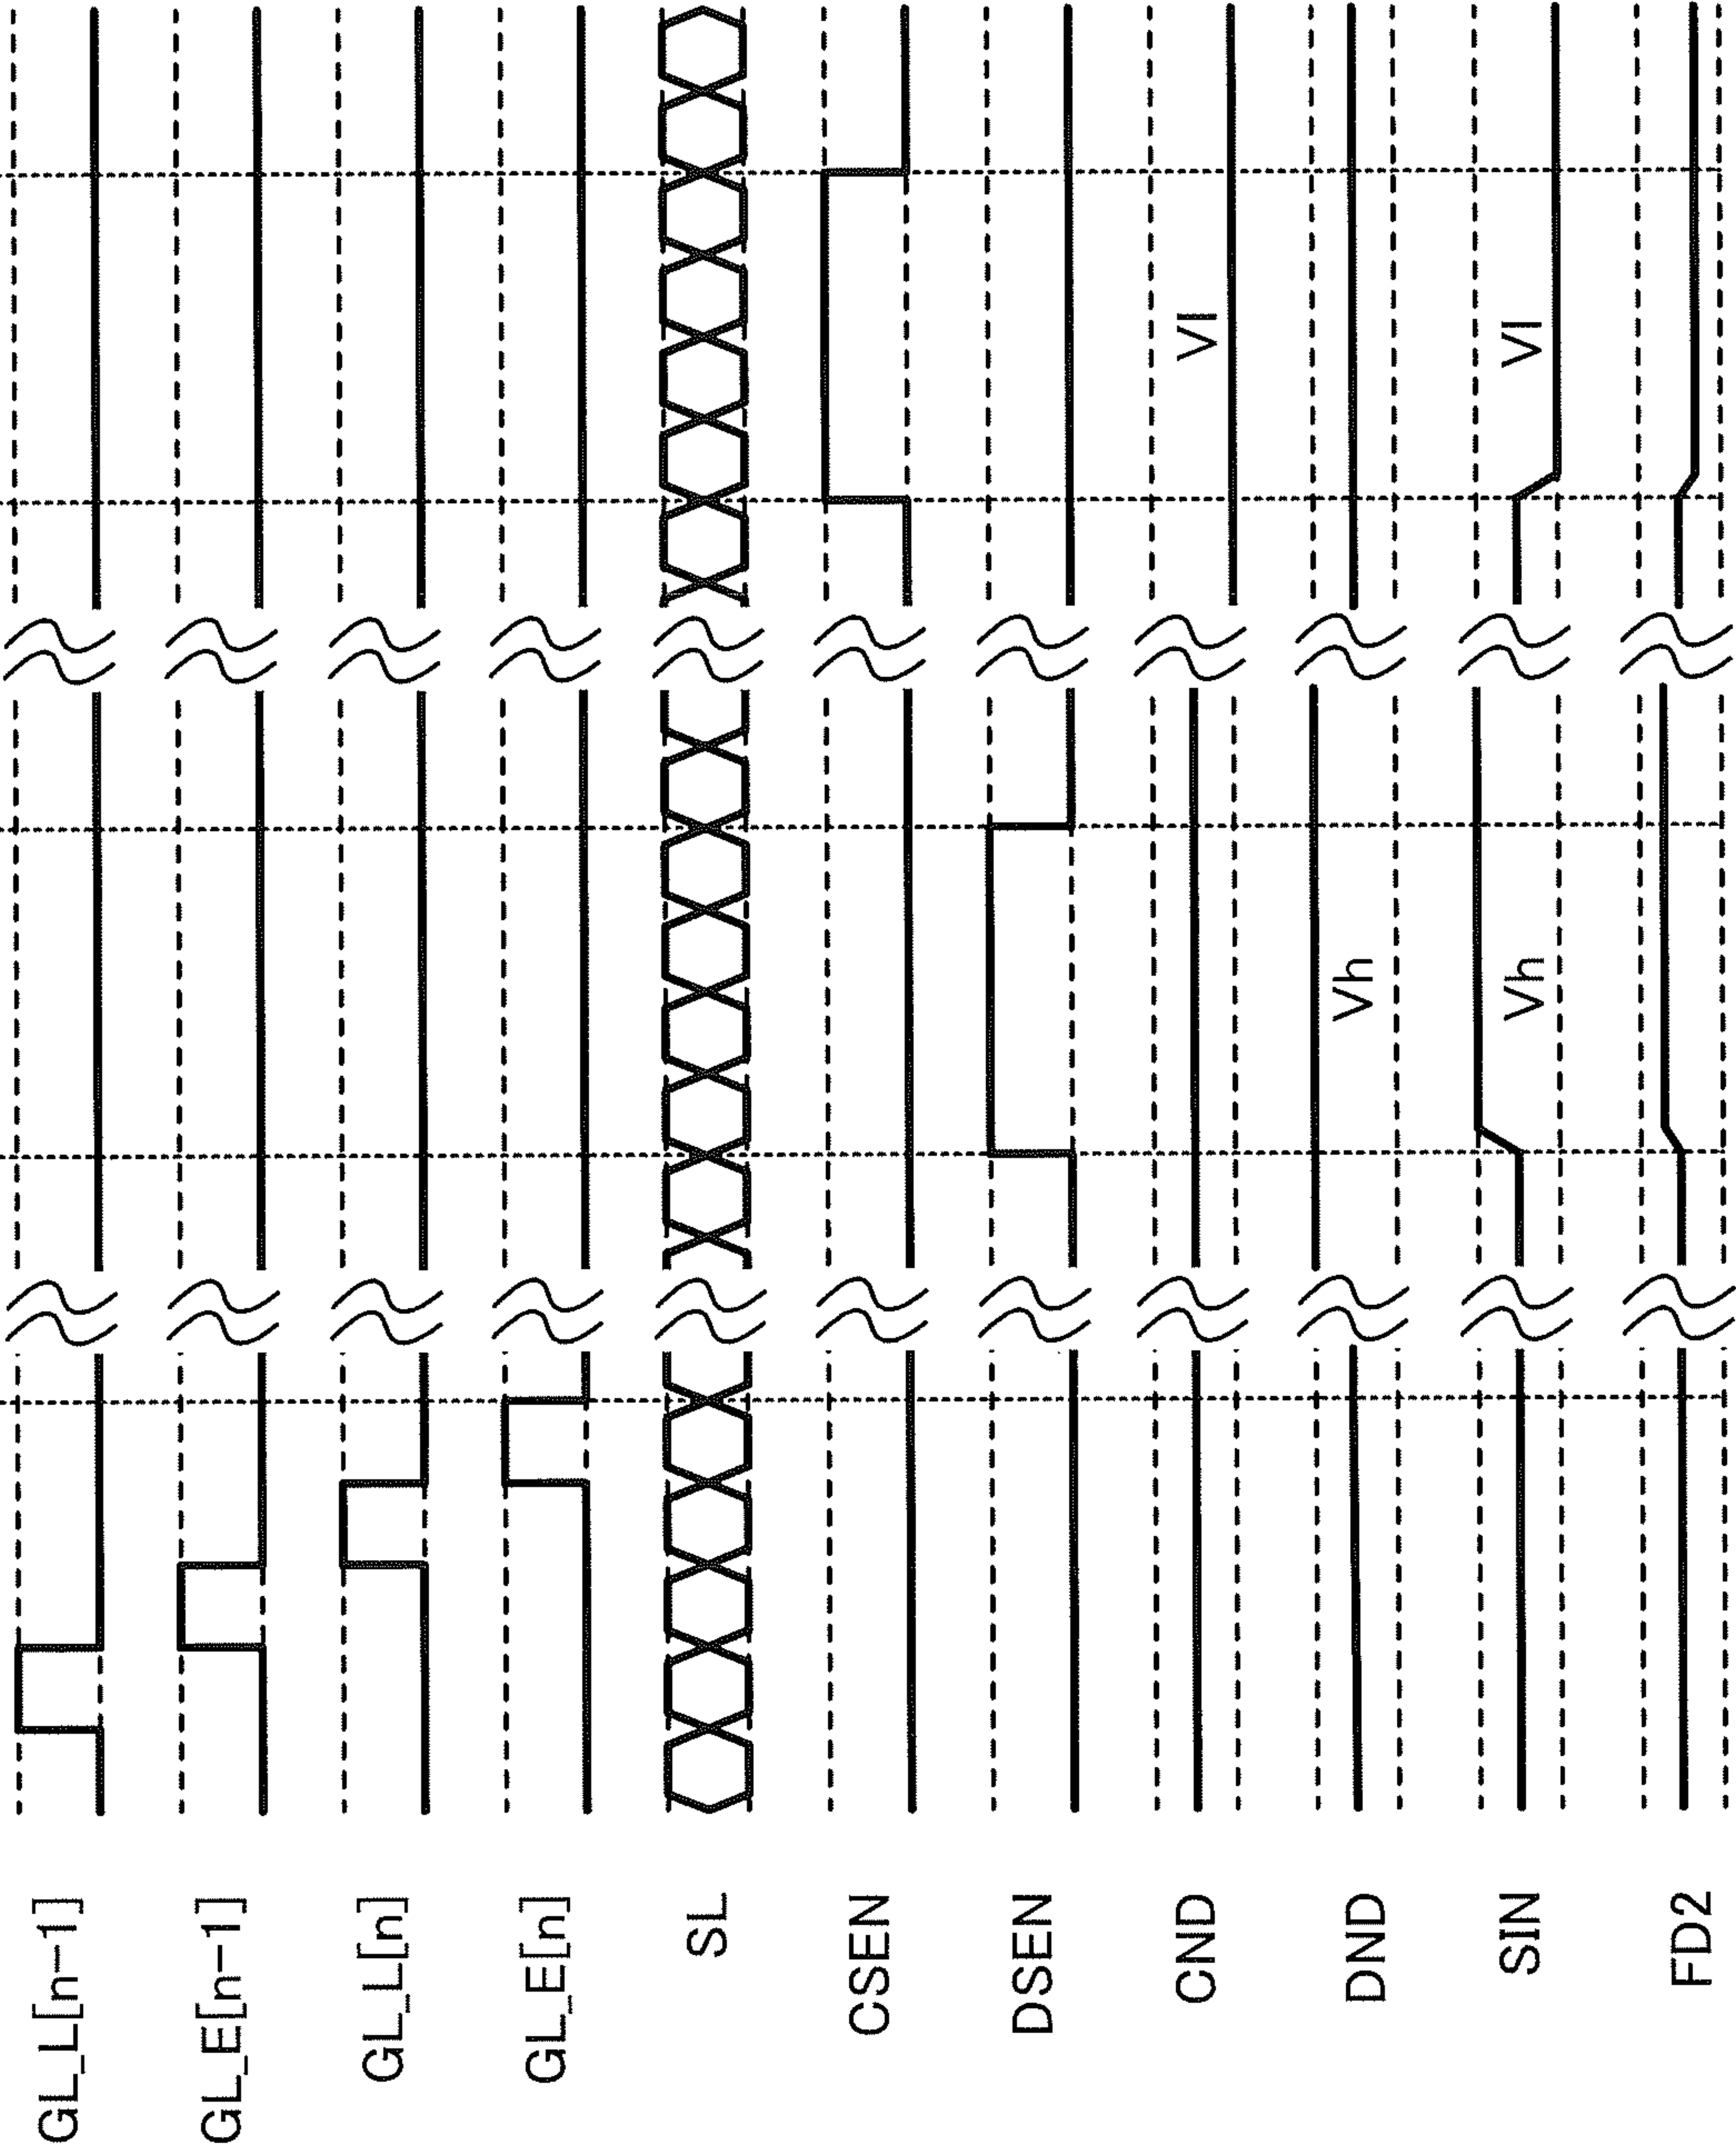 GL_L[n-1]
GL_E[n-1]
GL_L[n]
GL_E[n]
SL
CSEN
DSEN
CND
Vl
DND
Vh
SIN
Vh
Vl
FD2